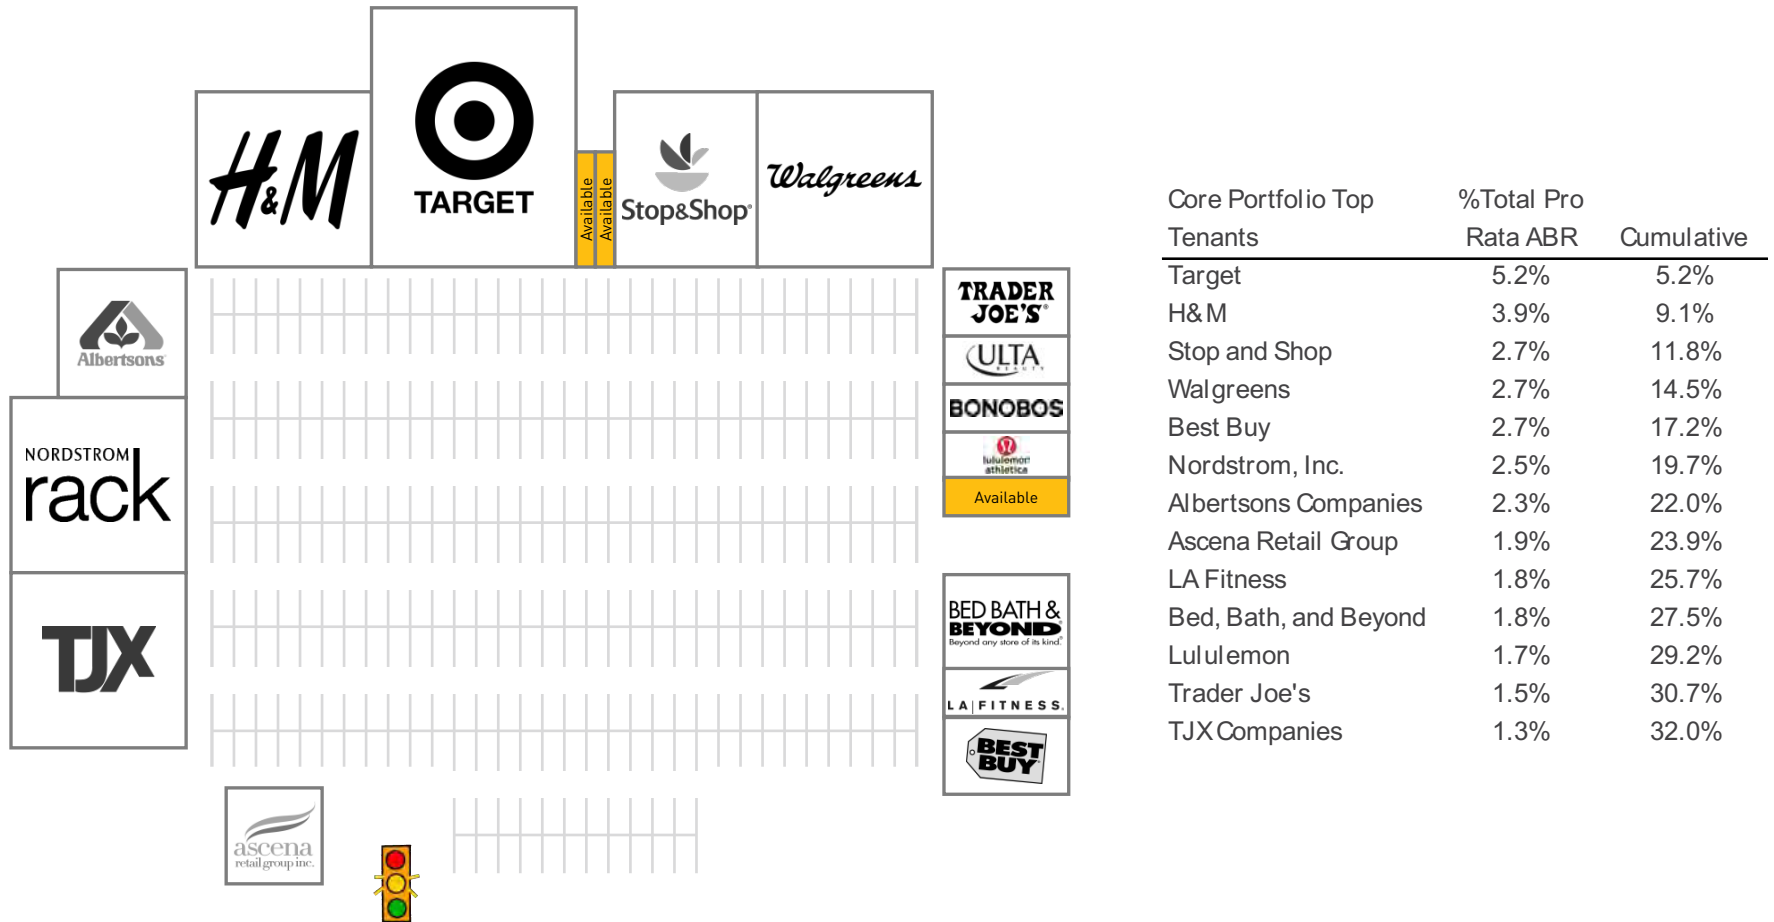 H&M
TARGET
Available
Available
Stop&Shop®
Walgreens
Albertsons
NORDSTROM
rack
TJX
ascena
retail group inc.
TRADER
JOE'S®
ULTA
BEAUTY
BONOBOS
lululemon
athletica
Available
BED BATH &
BEYOND®
Beyond any store of its kind.®
LA|FITNESS.
BEST
BUY
Core Portfolio Top %Total Pro
Tenants Rata ABR Cumulative
Target 5.2% 5.2%
H&M 3.9% 9.1%
Stop and Shop 2.7% 11.8%
Walgreens 2.7% 14.5%
Best Buy 2.7% 17.2%
Nordstrom, Inc. 2.5% 19.7%
Albertsons Companies 2.3% 22.0%
Ascena Retail Group 1.9% 23.9%
LA Fitness 1.8% 25.7%
Bed, Bath, and Beyond 1.8% 27.5%
Lululemon 1.7% 29.2%
Trader Joe's 1.5% 30.7%
TJX Companies 1.3% 32.0%